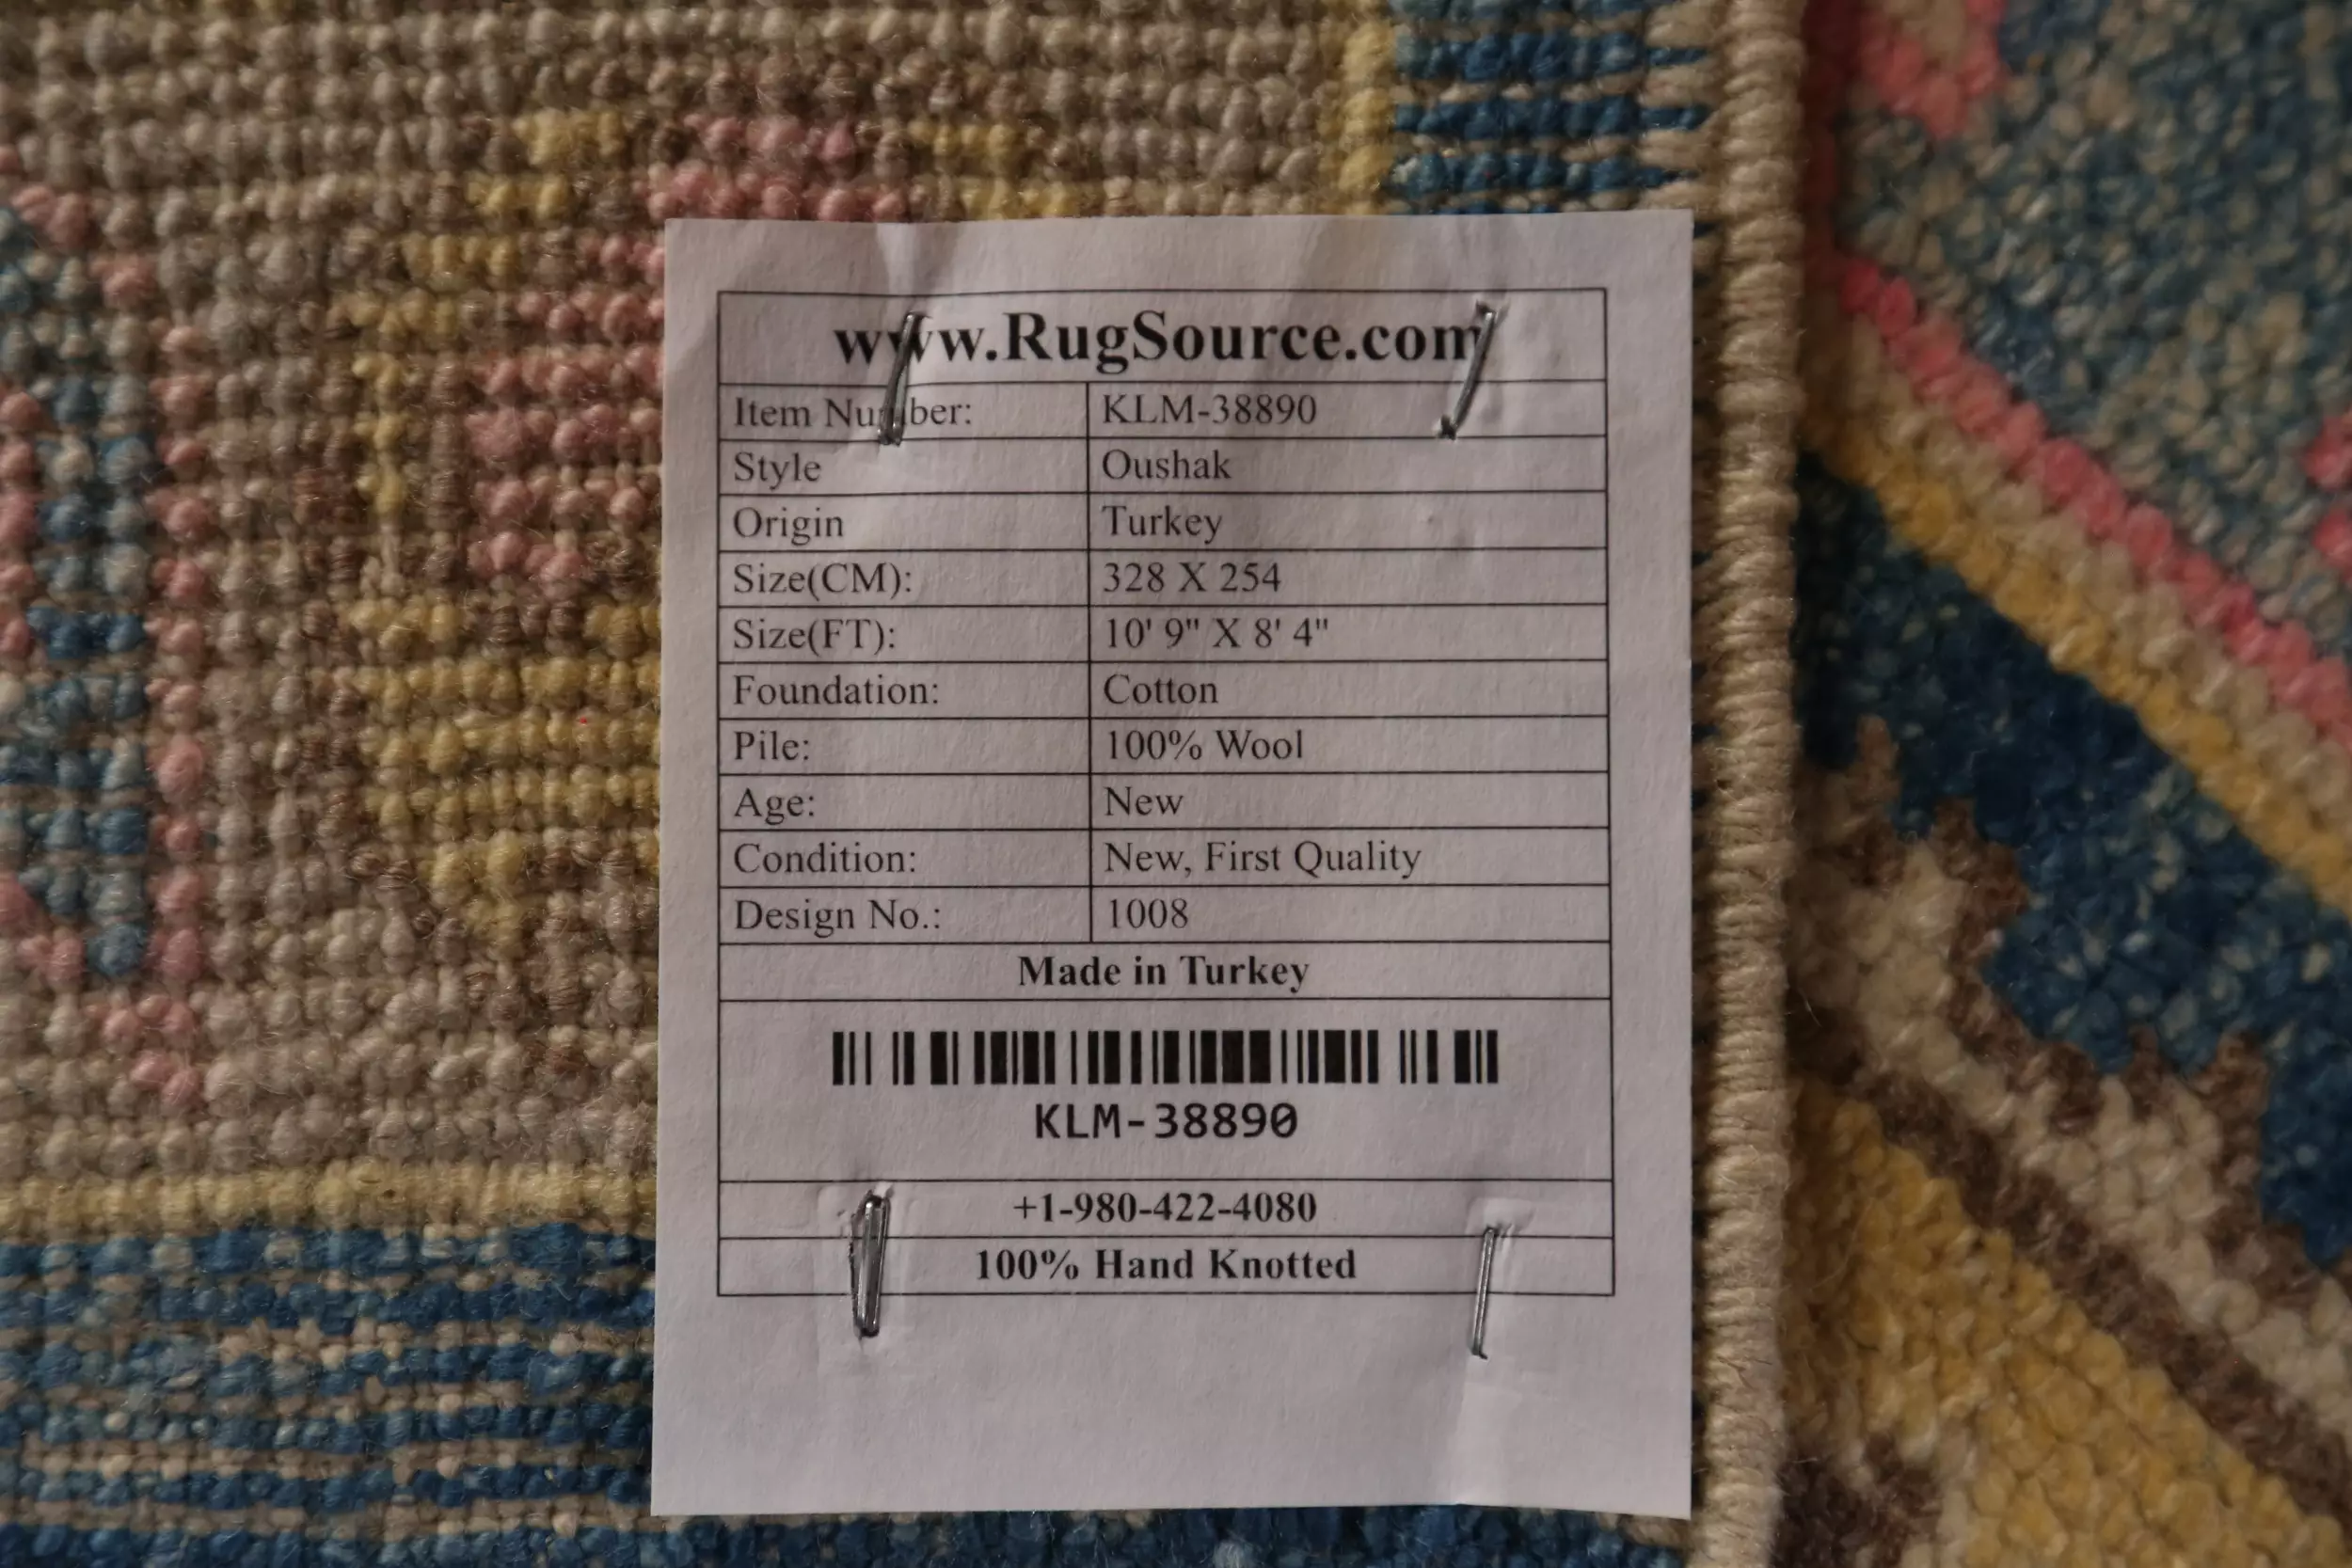 www.RugSource.com
Item Number: KLM-38890
Style Oushak
Origin Turkey
Size(CM): 328 X 254
Size(FT): 10' 9" X 8' 4"
Foundation: Cotton
Pile: 100% Wool
Age: New
Condition: New, First Quality
Design No.: 1008
Made in Turkey
KLM-38890
+1-980-422-4080
100% Hand Knotted